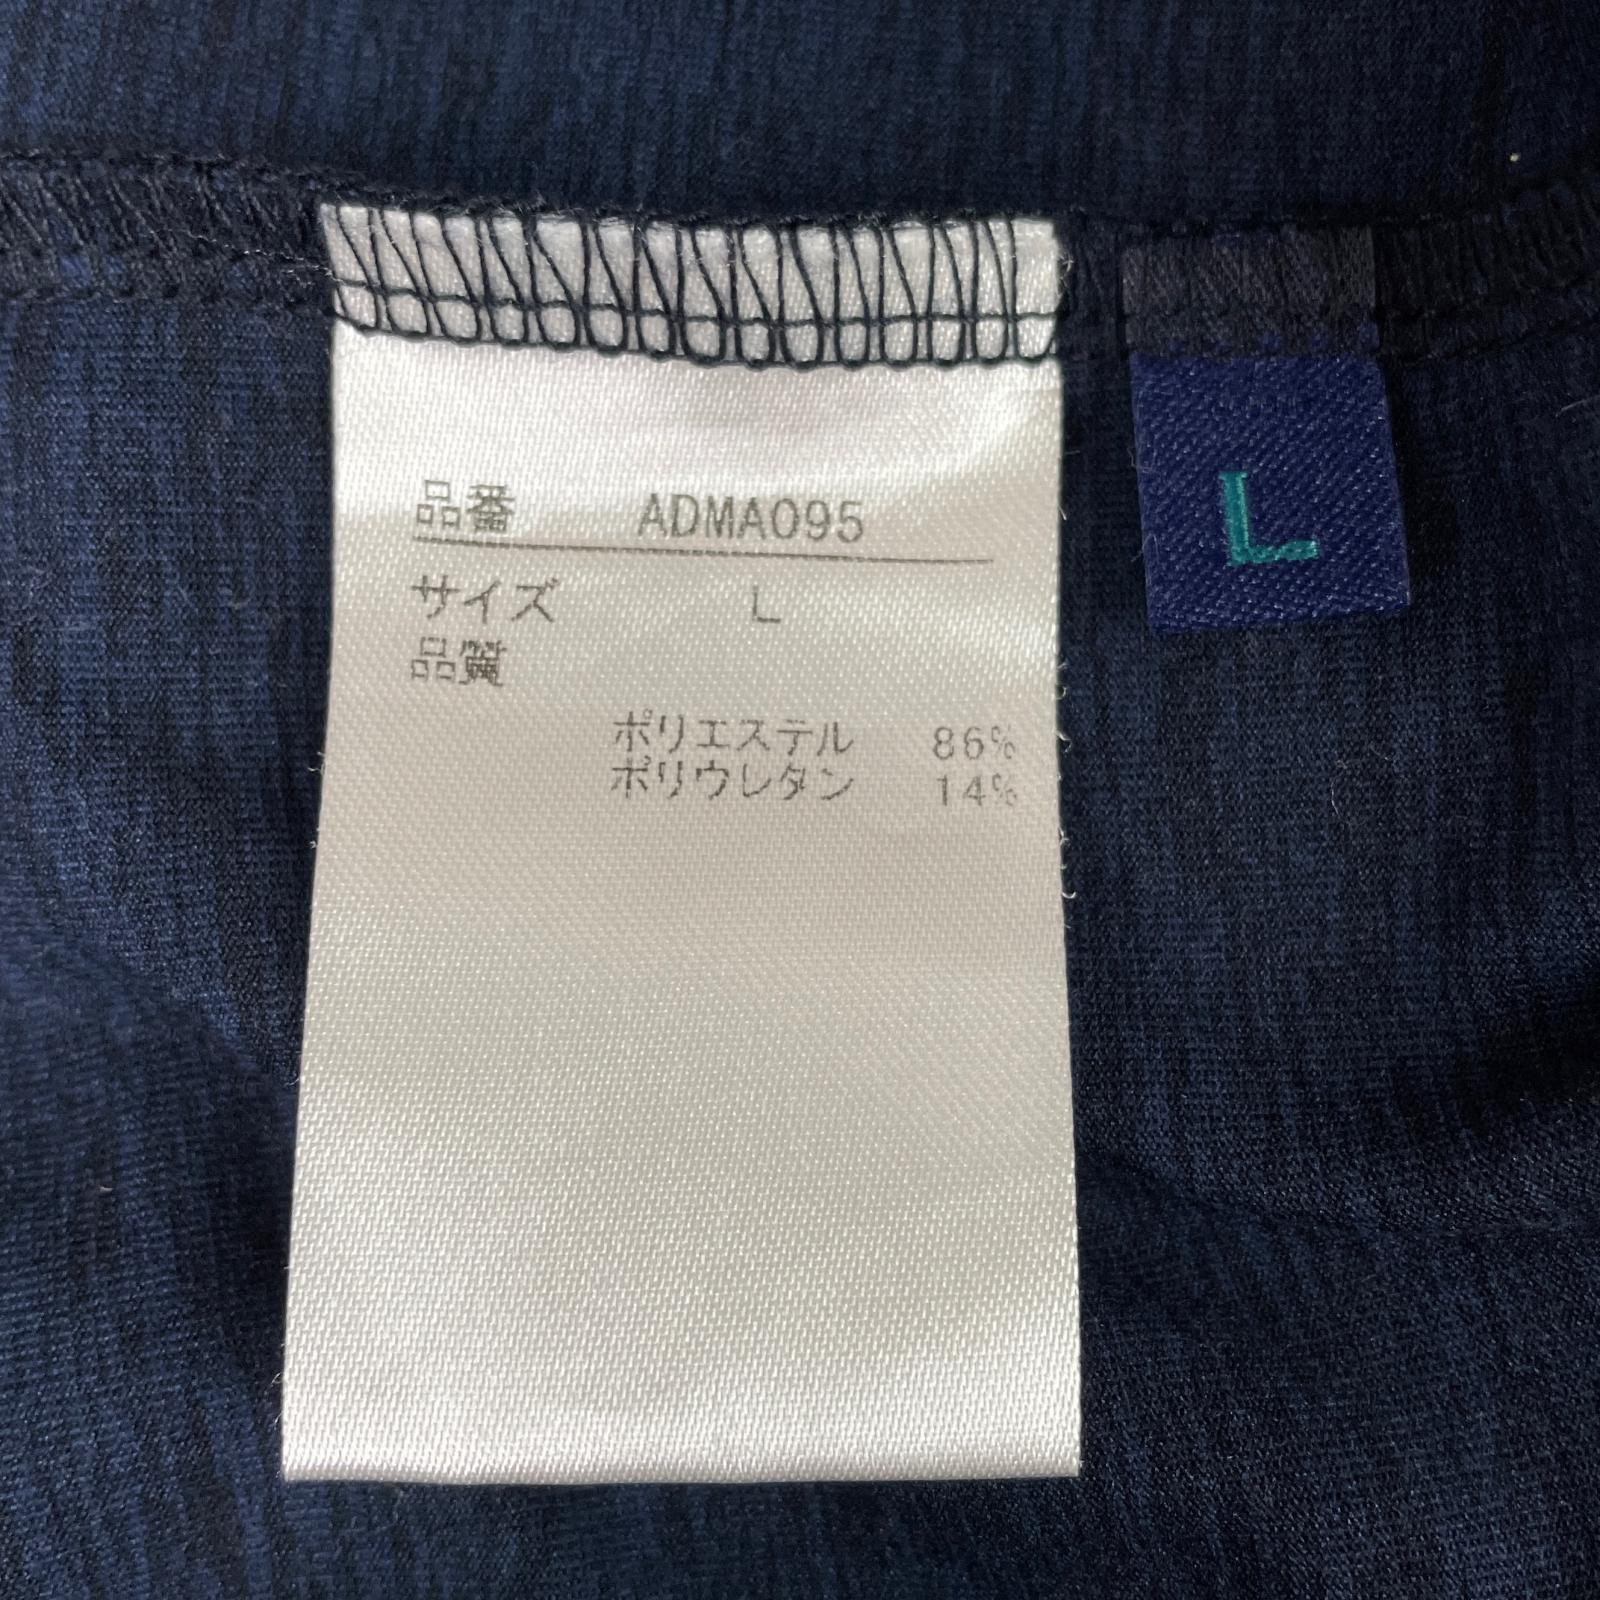 品番 ADMA095
サイズ L
品質
ポリエステル 86%
ポリウレタン 14%
L